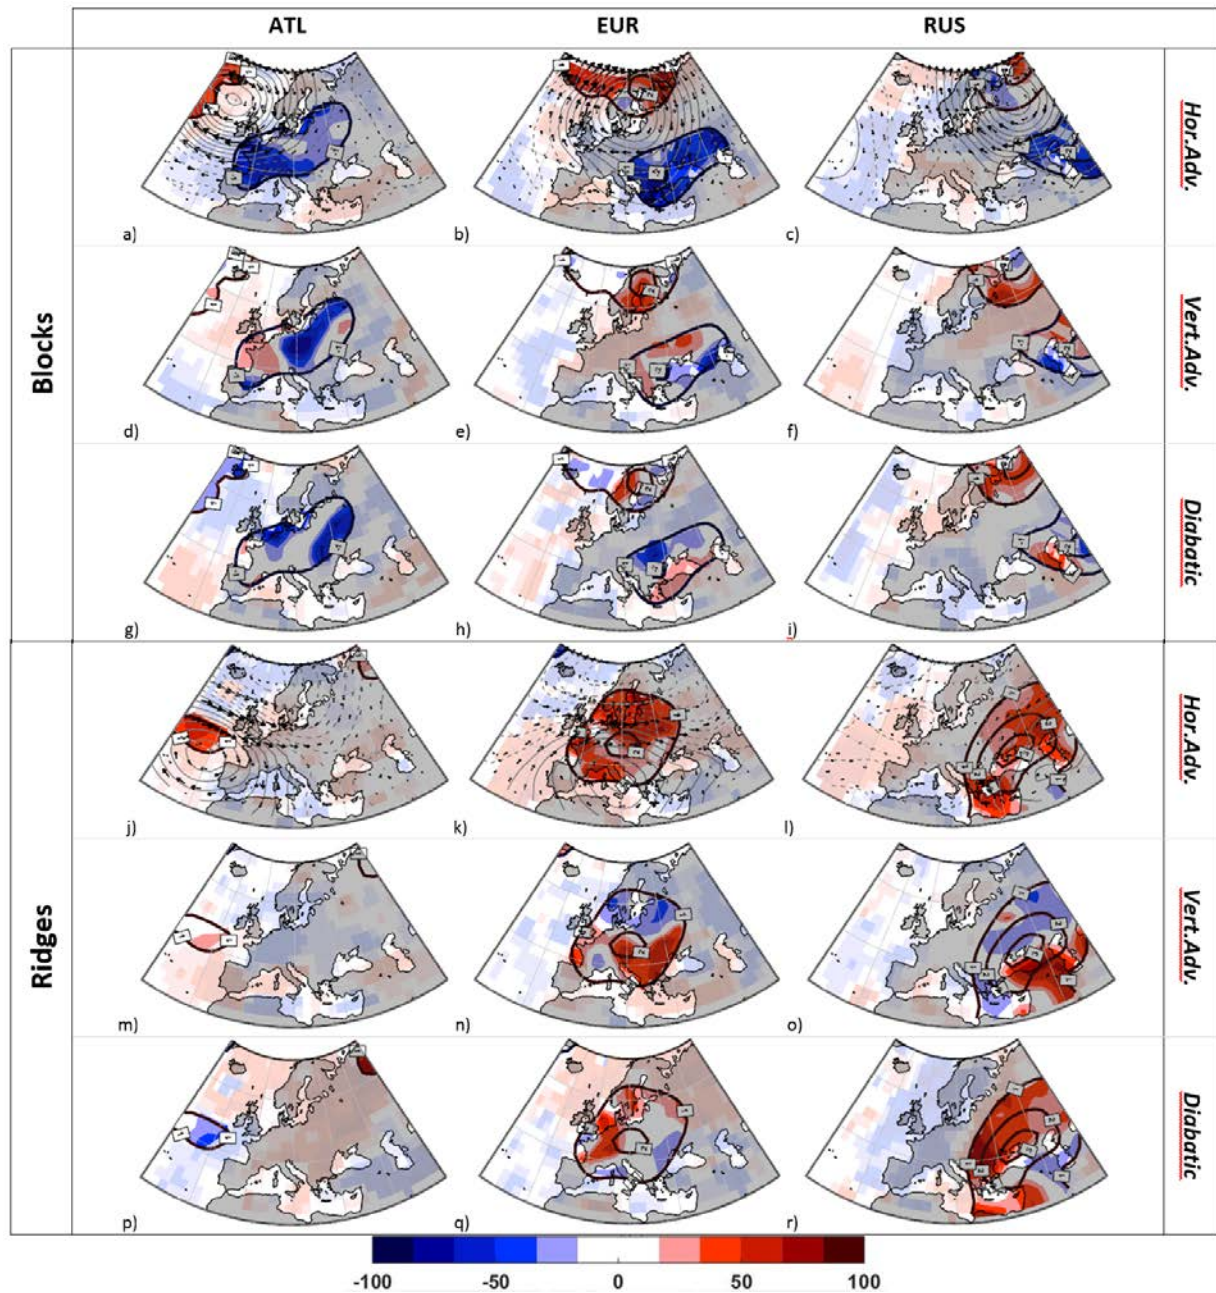 ATL EUR RUS
Blocks
Hor.Adv.
a) b) c)
Vert.Adv.
d) e) f)
Diabatic
g) h) i)
Ridges
Hor.Adv.
j) k) l)
Vert.Adv.
m) n) o)
Diabatic
p) q) r)
-100 -50 0 50 100